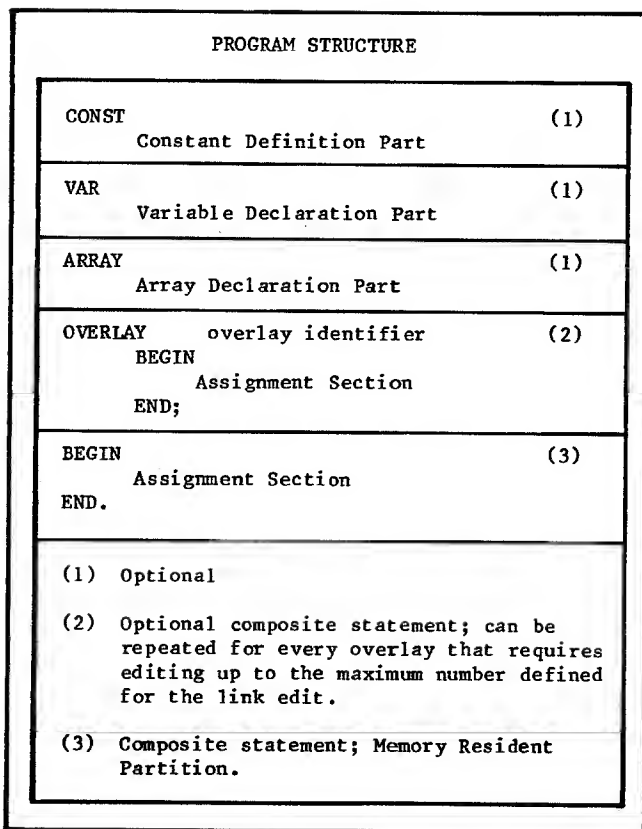 PROGRAM STRUCTURE
CONST (1)
Constant Definition Part
VAR (1)
Variable Declaration Part
ARRAY (1)
Array Declaration Part
OVERLAY overlay identifier (2)
BEGIN
Assignment Section
END;
BEGIN (3)
Assignment Section
END.
(1) Optional
(2) Optional composite statement; can be
repeated for every overlay that requires
editing up to the maximum number defined
for the link edit.
(3) Composite statement; Memory Resident
Partition.